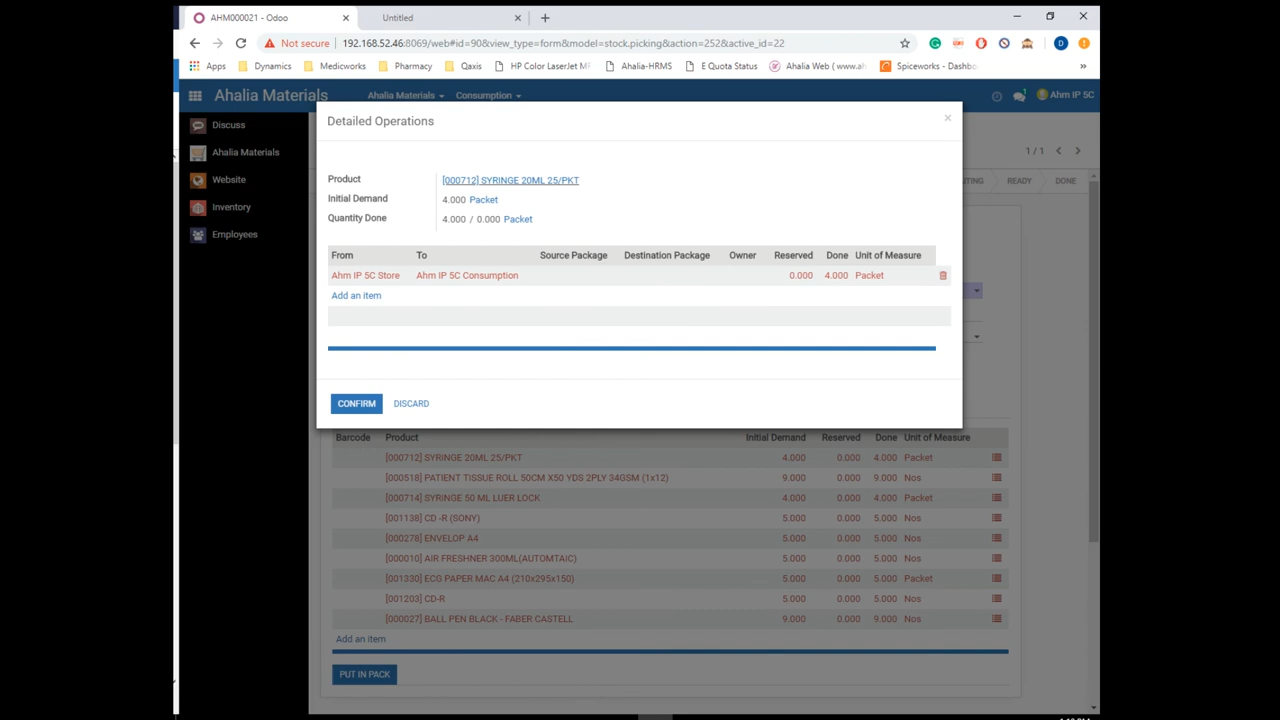 AHM000021 - Odoo
Untitled
Not secure 192.168.52.46:8069/web#id=90&view_type=form&model=stock.picking&action=252&active_id=22
Apps Dynamics Medicworks Pharmacy Qaxis HP Color LaserJet MF Ahalia-HRMS E Quota Status Ahalia Web ( www.ah Spiceworks - Dashbo »
Ahalia Materials Ahalia Materials Consumption 1 Ahm IP 5C
Detailed Operations
Discuss
Ahalia Materials
Website
Inventory
Employees
1 / 1
READY DONE
Product [000712] SYRINGE 20ML 25/PKT
Initial Demand 4.000 Packet
Quantity Done 4.000 / 0.000 Packet
From To Source Package Destination Package Owner Reserved Done Unit of Measure
Ahm IP 5C Store Ahm IP 5C Consumption 0.000 4.000 Packet
Add an item
CONFIRM DISCARD
Barcode Product Initial Demand Reserved Done Unit of Measure
[000712] SYRINGE 20ML 25/PKT 4.000 0.000 4.000 Packet
[000518] PATIENT TISSUE ROLL 50CM X50 YDS 2PLY 34GSM (1x12) 9.000 0.000 9.000 Nos
[000714] SYRINGE 50 ML LUER LOCK 4.000 0.000 4.000 Packet
[001138] CD -R (SONY) 5.000 0.000 5.000 Nos
[000278] ENVELOP A4 5.000 0.000 5.000 Nos
[000010] AIR FRESHNER 300ML(AUTOMTAIC) 5.000 0.000 5.000 Nos
[001330] ECG PAPER MAC A4 (210x295x150) 5.000 0.000 5.000 Packet
[001203] CD-R 5.000 0.000 5.000 Nos
[000027] BALL PEN BLACK - FABER CASTELL 9.000 0.000 9.000 Nos
Add an item
PUT IN PACK